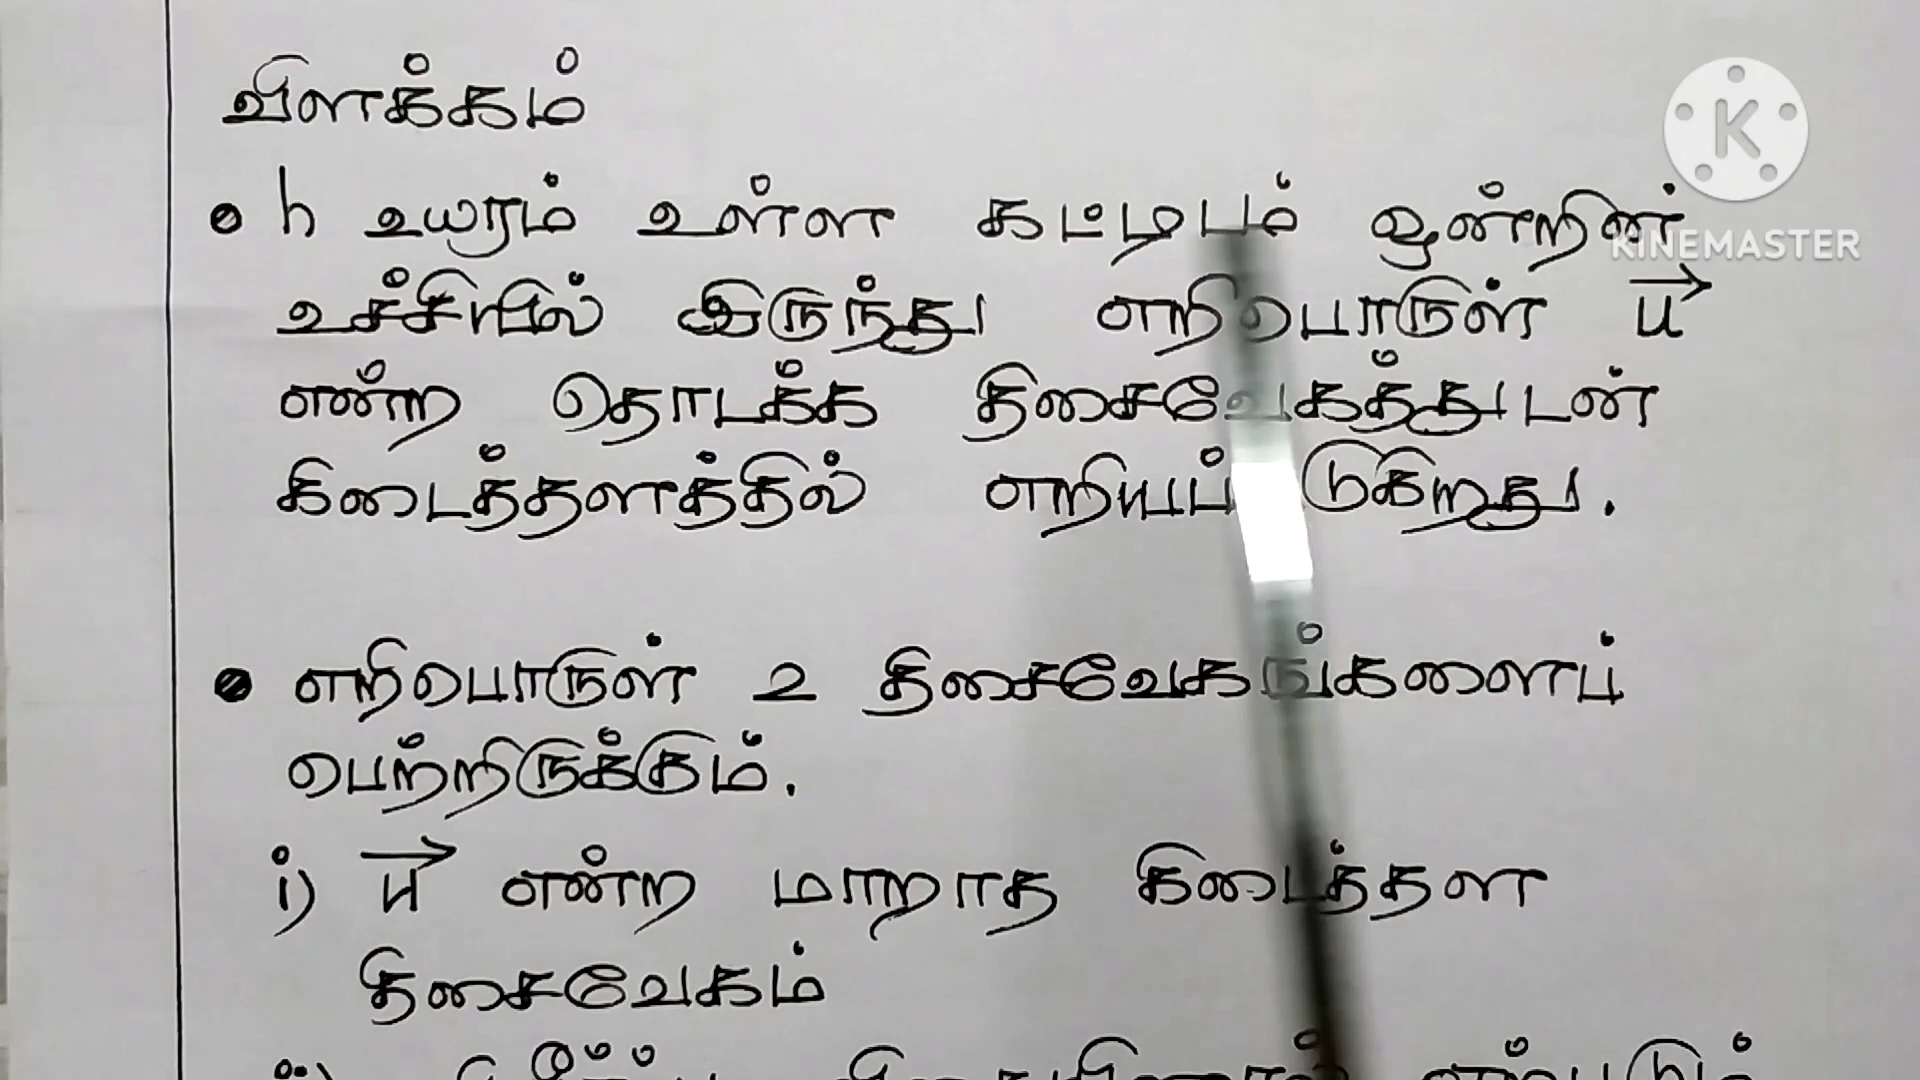 விளக்கம்
• h உயரம் உள்ள கட்டிடம் ஒன்றின்
உச்சியில் இருந்து எறிபொருள் u⃗
என்ற தொடக்க திசைவேகத்துடன்
கிடைத்தளத்தில் எறியப்படுகிறது.
• எறிபொருள் 2 திசைவேகங்களைப்
பெற்றிருக்கும்.
i) u⃗ என்ற மாறாத கிடைத்தள
திசைவேகம்
ii)
K
KINEMASTER